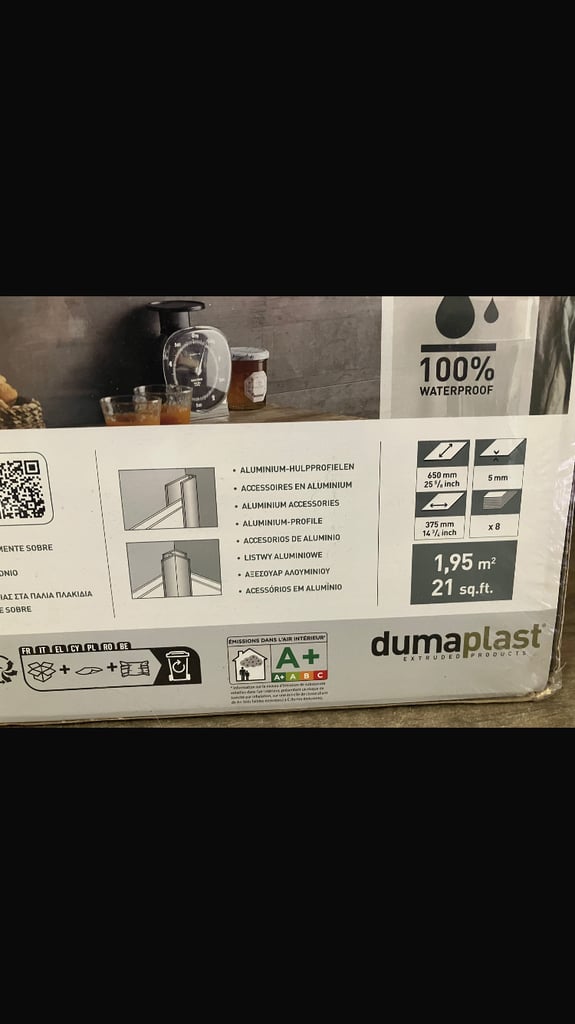 100%
WATERPROOF
MENTE SOBRE
ONIO
ΙΑΣ ΣΤΑ ΠΑΛΙΑ ΠΛΑΚΙΔΙΑ
E SOBRE
• ALUMINIUM-HULPPROFIELEN
• ACCESSOIRES EN ALUMINIUM
• ALUMINIUM ACCESSORIES
• ALUMINIUM-PROFILE
• ACCESORIOS DE ALUMINIO
• LISTWY ALUMINIOWE
• ΑΞΕΣΟΥΑΡ ΑΛΟΥΜΙΝΙΟΥ
• ACESSÓRIOS EM ALUMÍNIO
650 mm
25 5/8 inch
5 mm
375 mm
14 3/4 inch
x 8
1,95 m²
21 sq.ft.
FR IT EL CY PL RO BE
ÉMISSIONS DANS L'AIR INTÉRIEUR*
A+
A+ A B C
dumaplast®
EXTRUDED PRODUCTS